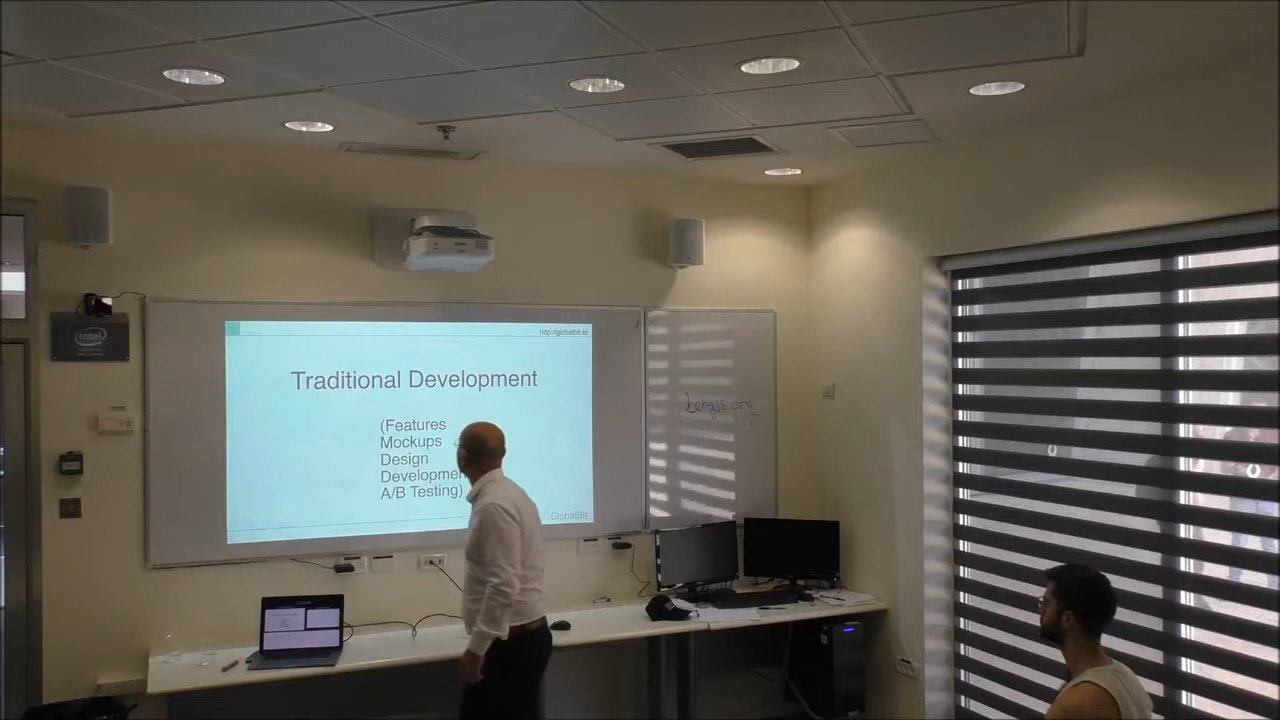 http://globalbit.io
Traditional Development
(Features
Mockups
Design
Developmen
A/B Testing)
GlobalBit
intel